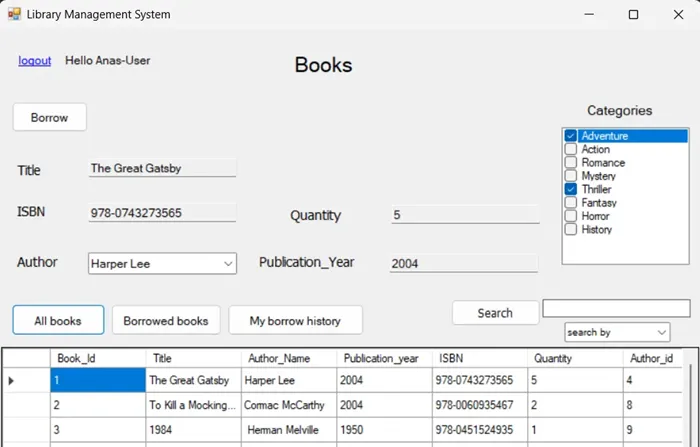 Library Management System
logout Hello Anas-User
Books
Borrow
Categories
Adventure
Action
Romance
Mystery
Thriller
Fantasy
Horror
History
Title The Great Gatsby
ISBN 978-0743273565 Quantity 5
Author Harper Lee Publication_Year 2004
All books Borrowed books My borrow history Search
search by
Book_Id Title Author_Name Publication_year ISBN Quantity Author_id
1 The Great Gatsby Harper Lee 2004 978-0743273565 5 4
2 To Kill a Mocking... Cormac McCarthy 2004 978-0060935467 2 8
3 1984 Herman Melville 1950 978-0451524935 1 9